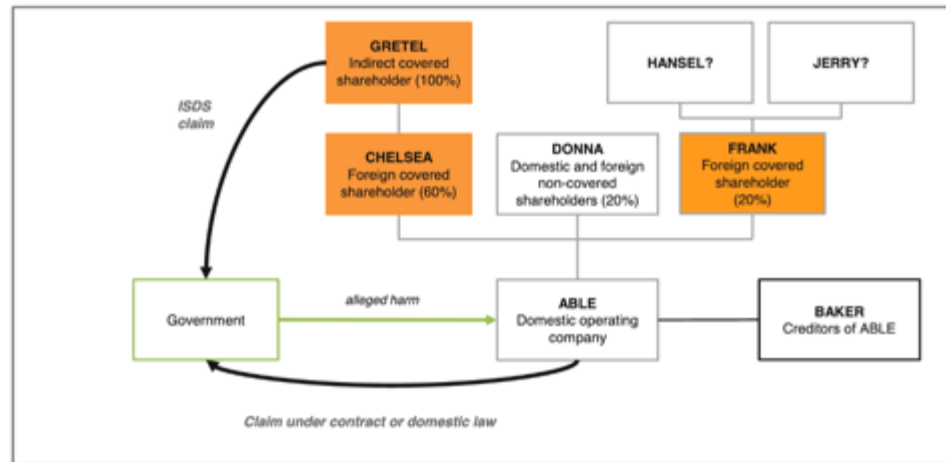 GRETEL
Indirect covered
shareholder (100%)
HANSEL?
JERRY?
ISDS
claim
CHELSEA
Foreign covered
shareholder (60%)
DONNA
Domestic and foreign
non-covered
shareholders (20%)
FRANK
Foreign covered
shareholder
(20%)
Government
alleged harm
ABLE
Domestic operating
company
BAKER
Creditors of ABLE
Claim under contract or domestic law